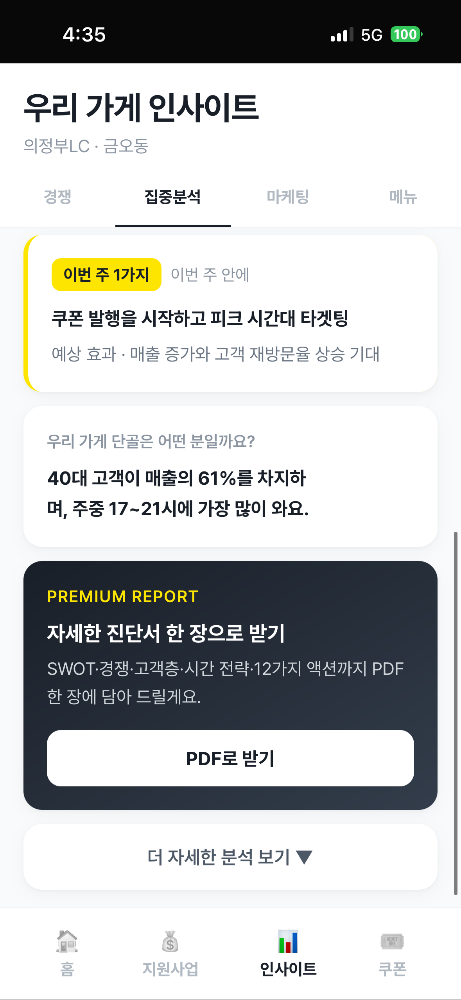 4:35
5G 100
우리 가게 인사이트
의정부LC · 금오동
경쟁 집중분석 마케팅 메뉴
이번 주 1가지 이번 주 안에
쿠폰 발행을 시작하고 피크 시간대 타겟팅
예상 효과 · 매출 증가와 고객 재방문율 상승 기대
우리 가게 단골은 어떤 분일까요?
40대 고객이 매출의 61%를 차지하
며, 주중 17~21시에 가장 많이 와요.
PREMIUM REPORT
자세한 진단서 한 장으로 받기
SWOT·경쟁·고객층·시간 전략·12가지 액션까지 PDF
한 장에 담아 드릴게요.
PDF로 받기
더 자세한 분석 보기 ▼
ADMIT
ONE
홈 지원사업 인사이트 쿠폰